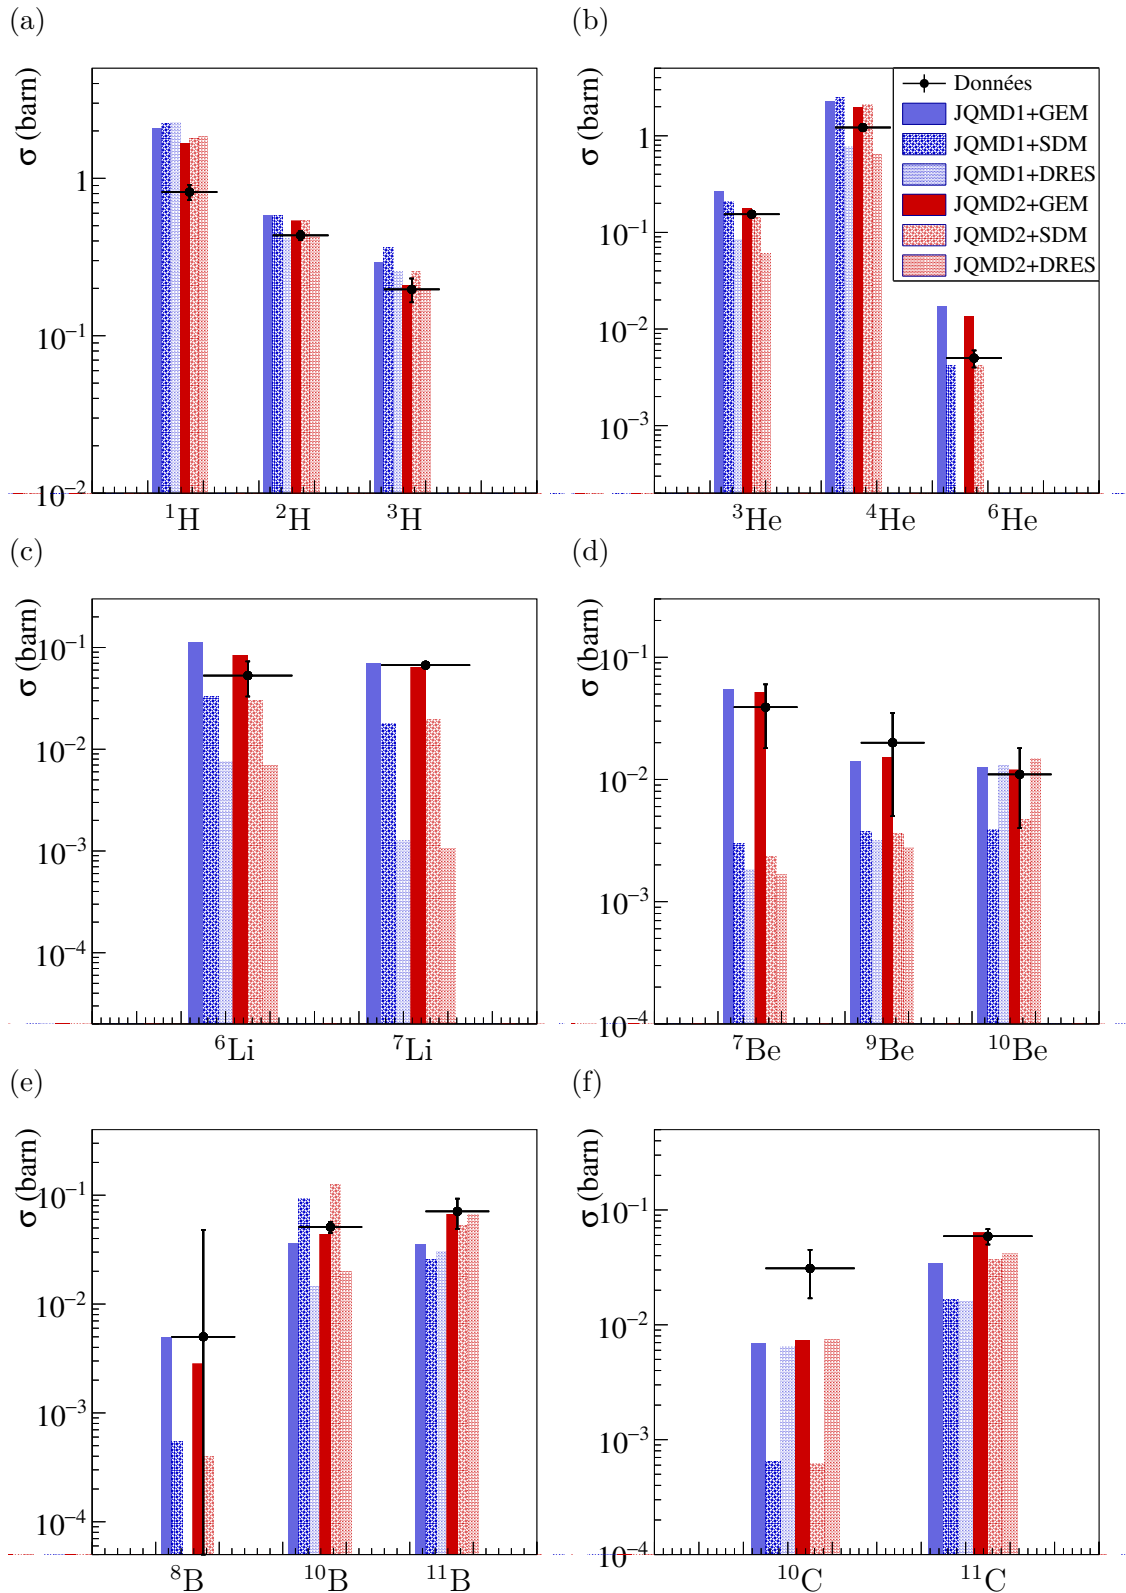 (a)
σ (barn)
1
10⁻¹
10⁻²
¹H ²H ³H
(b)
σ (barn)
1
10⁻¹
10⁻²
10⁻³
³He ⁴He ⁶He
Données
JQMD1+GEM
JQMD1+SDM
JQMD1+DRES
JQMD2+GEM
JQMD2+SDM
JQMD2+DRES
(c)
σ (barn)
10⁻¹
10⁻²
10⁻³
10⁻⁴
⁶Li ⁷Li
(d)
σ (barn)
10⁻¹
10⁻²
10⁻³
10⁻⁴
⁷Be ⁹Be ¹⁰Be
(e)
σ (barn)
10⁻¹
10⁻²
10⁻³
10⁻⁴
⁸B ¹⁰B ¹¹B
(f)
σ (barn)
10⁻¹
10⁻²
10⁻³
10⁻⁴
¹⁰C ¹¹C